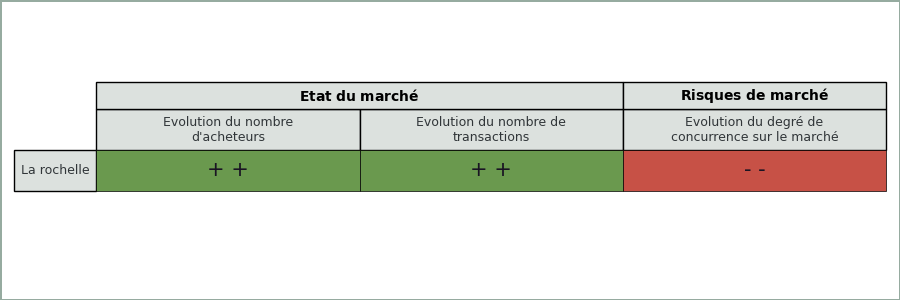 Etat du marché
Risques de marché
Evolution du nombre
d'acheteurs
Evolution du nombre de
transactions
Evolution du degré de
concurrence sur le marché
La rochelle
+ +
+ +
- -